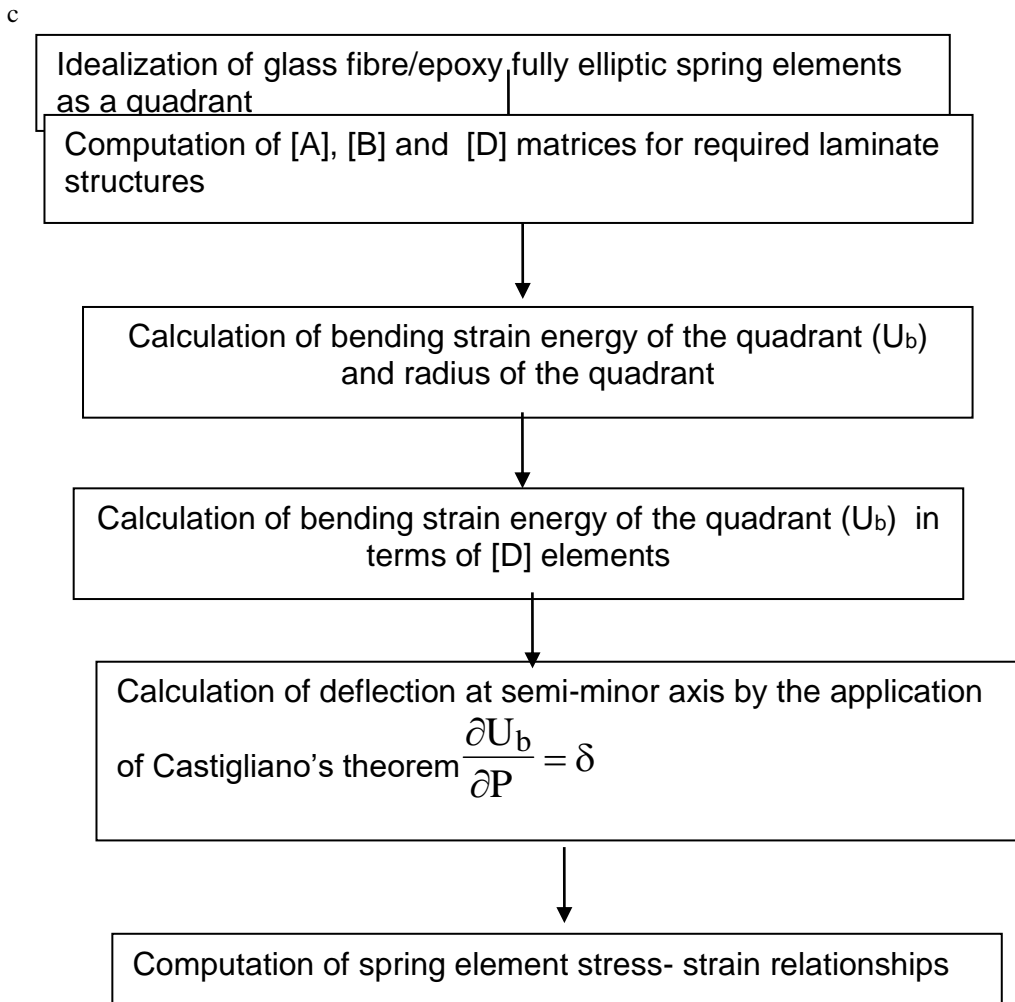 c
Idealization of glass fibre/epoxy fully elliptic spring elements
as a quadrant
Computation of [A], [B] and [D] matrices for required laminate
structures
Calculation of bending strain energy of the quadrant (U_b)
and radius of the quadrant
Calculation of bending strain energy of the quadrant (U_b) in
terms of [D] elements
Calculation of deflection at semi-minor axis by the application
of Castigliano’s theorem ∂U_b/∂P = δ
Computation of spring element stress- strain relationships